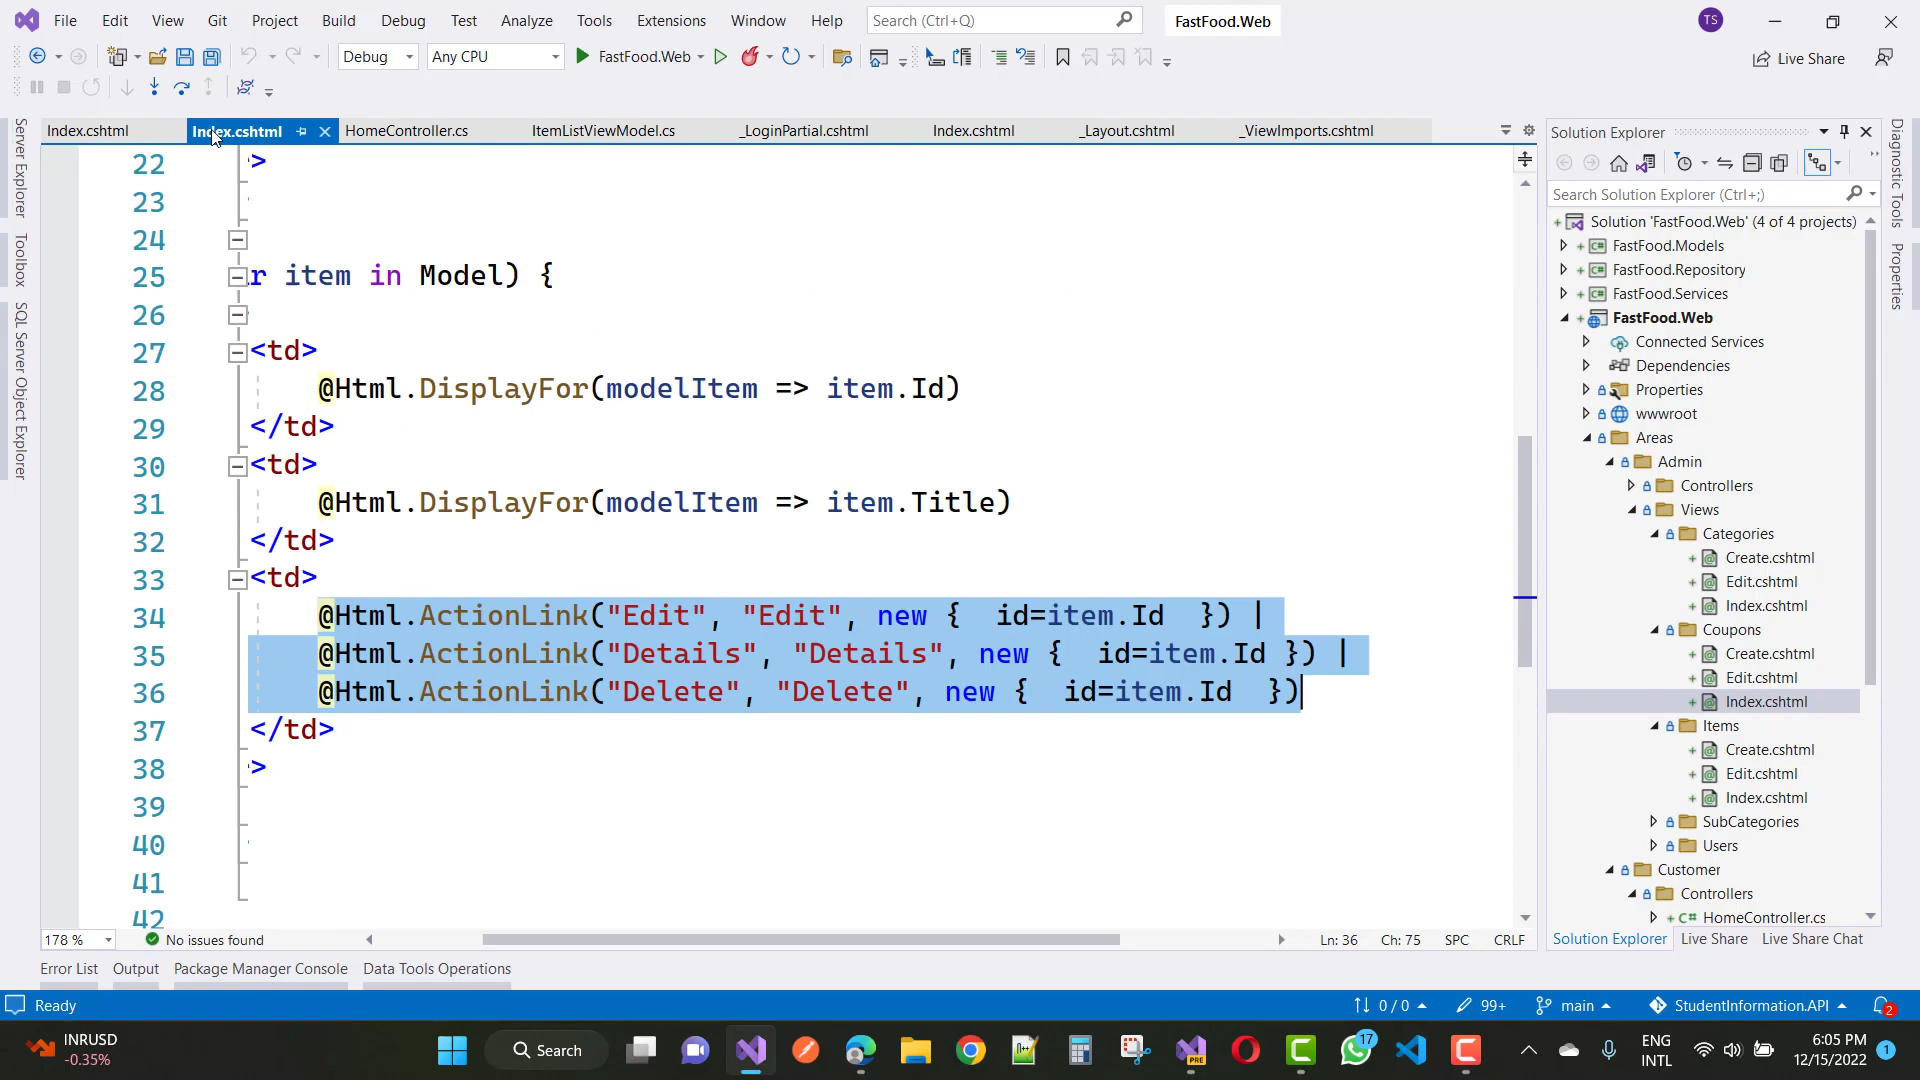 File Edit View Git Project Build Debug Test Analyze Tools Extensions Window Help Search (Ctrl+Q) FastFood.Web TS
Debug Any CPU FastFood.Web Live Share
Index.cshtml Index.cshtml HomeController.cs ItemListViewModel.cs _LoginPartial.cshtml Index.cshtml _Layout.cshtml _ViewImports.cshtml
Server Explorer
Toolbox
SQL Server Object Explorer
22 >
23
24
25 r item in Model) {
26
27 <td>
28 @Html.DisplayFor(modelItem => item.Id)
29 </td>
30 <td>
31 @Html.DisplayFor(modelItem => item.Title)
32 </td>
33 <td>
34 @Html.ActionLink("Edit", "Edit", new { id=item.Id }) |
35 @Html.ActionLink("Details", "Details", new { id=item.Id }) |
36 @Html.ActionLink("Delete", "Delete", new { id=item.Id })
37 </td>
38 >
39
40
41
42
178 % No issues found Ln: 36 Ch: 75 SPC CRLF
Solution Explorer
Search Solution Explorer (Ctrl+;)
Solution 'FastFood.Web' (4 of 4 projects)
FastFood.Models
FastFood.Repository
FastFood.Services
FastFood.Web
Connected Services
Dependencies
Properties
wwwroot
Areas
Admin
Controllers
Views
Categories
Create.cshtml
Edit.cshtml
Index.cshtml
Coupons
Create.cshtml
Edit.cshtml
Index.cshtml
Items
Create.cshtml
Edit.cshtml
Index.cshtml
SubCategories
Users
Customer
Controllers
C# HomeController.cs
Solution Explorer Live Share Live Share Chat
Diagnostic Tools
Properties
Error List Output Package Manager Console Data Tools Operations
Ready 0 / 0 99+ main StudentInformation.API 2
INRUSD
-0.35%
Search
PRE
17
ENG
INTL
6:05 PM
12/15/2022
1